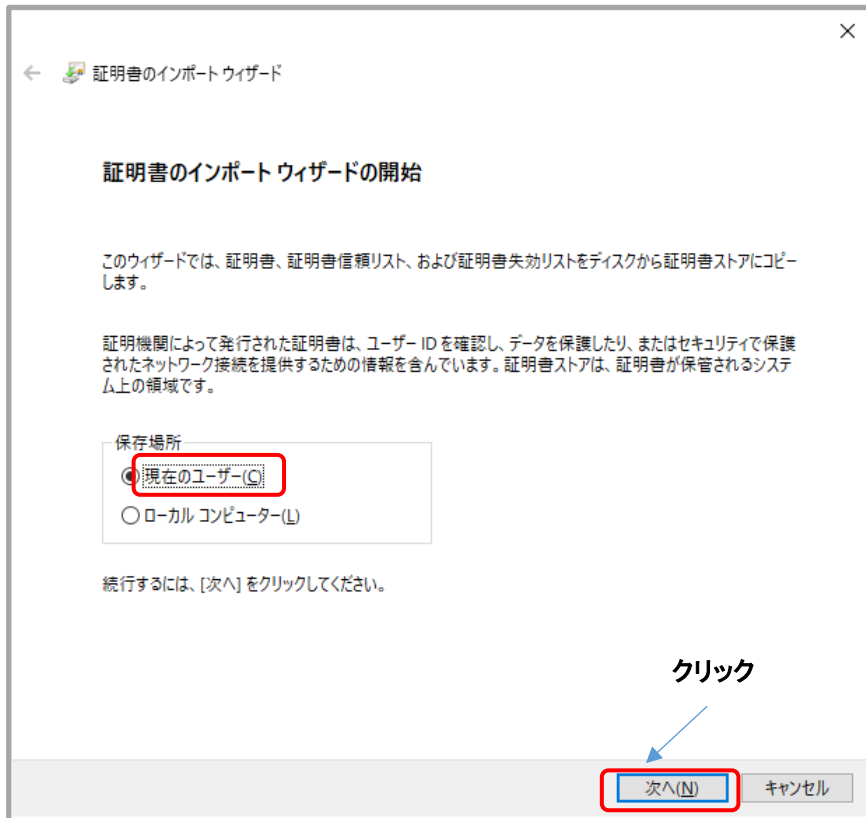 証明書のインポート ウィザード
証明書のインポート ウィザードの開始
このウィザードでは、証明書、証明書信頼リスト、および証明書失効リストをディスクから証明書ストアにコピー
します。
証明機関によって発行された証明書は、ユーザー ID を確認し、データを保護したり、またはセキュリティで保護
されたネットワーク接続を提供するための情報を含んでいます。証明書ストアは、証明書が保管されるシステ
ム上の領域です。
保存場所
現在のユーザー(C)
ローカル コンピューター(L)
続行するには、[次へ] をクリックしてください。
クリック
次へ(N) キャンセル